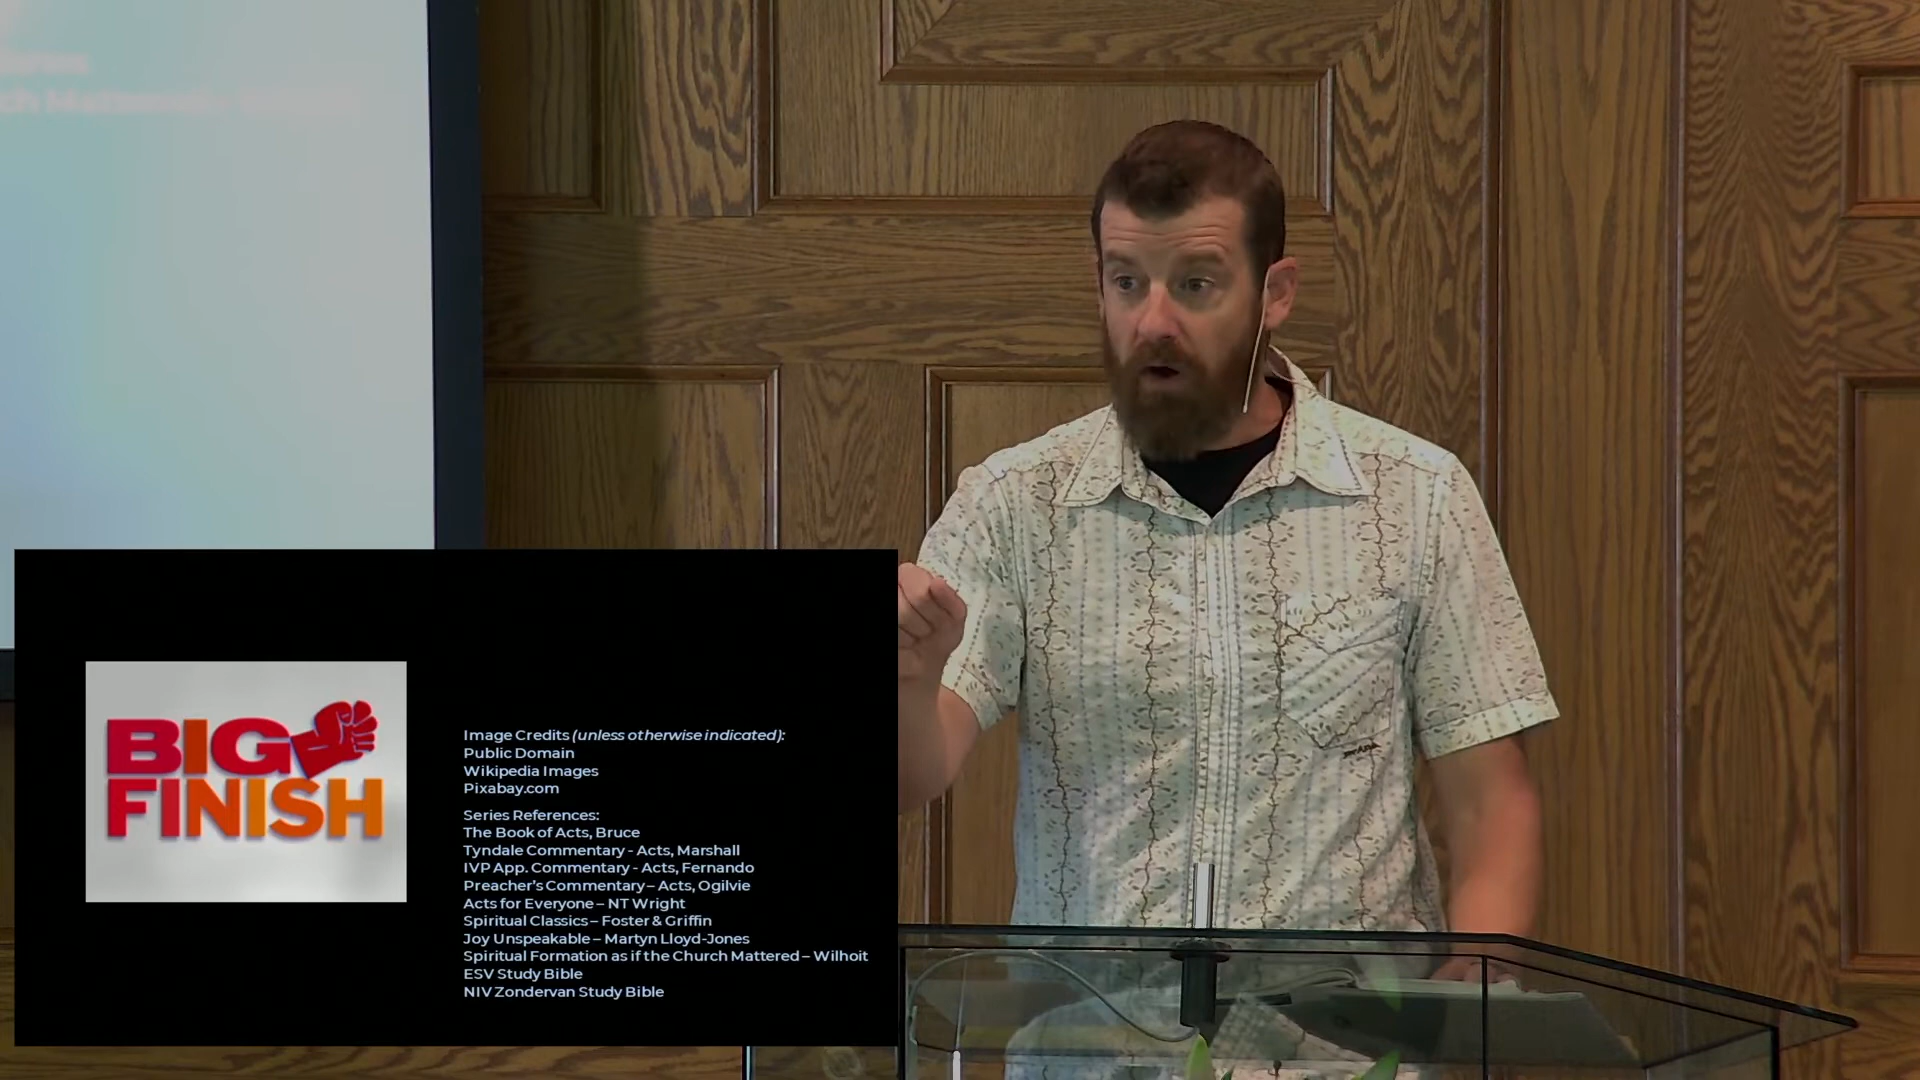 BIG
FINISH
Image Credits (unless otherwise indicated):
Public Domain
Wikipedia Images
Pixabay.com
Series References:
The Book of Acts, Bruce
Tyndale Commentary - Acts, Marshall
IVP App. Commentary - Acts, Fernando
Preacher's Commentary – Acts, Ogilvie
Acts for Everyone – NT Wright
Spiritual Classics – Foster & Griffin
Joy Unspeakable – Martyn Lloyd-Jones
Spiritual Formation as if the Church Mattered – Wilhoit
ESV Study Bible
NIV Zondervan Study Bible